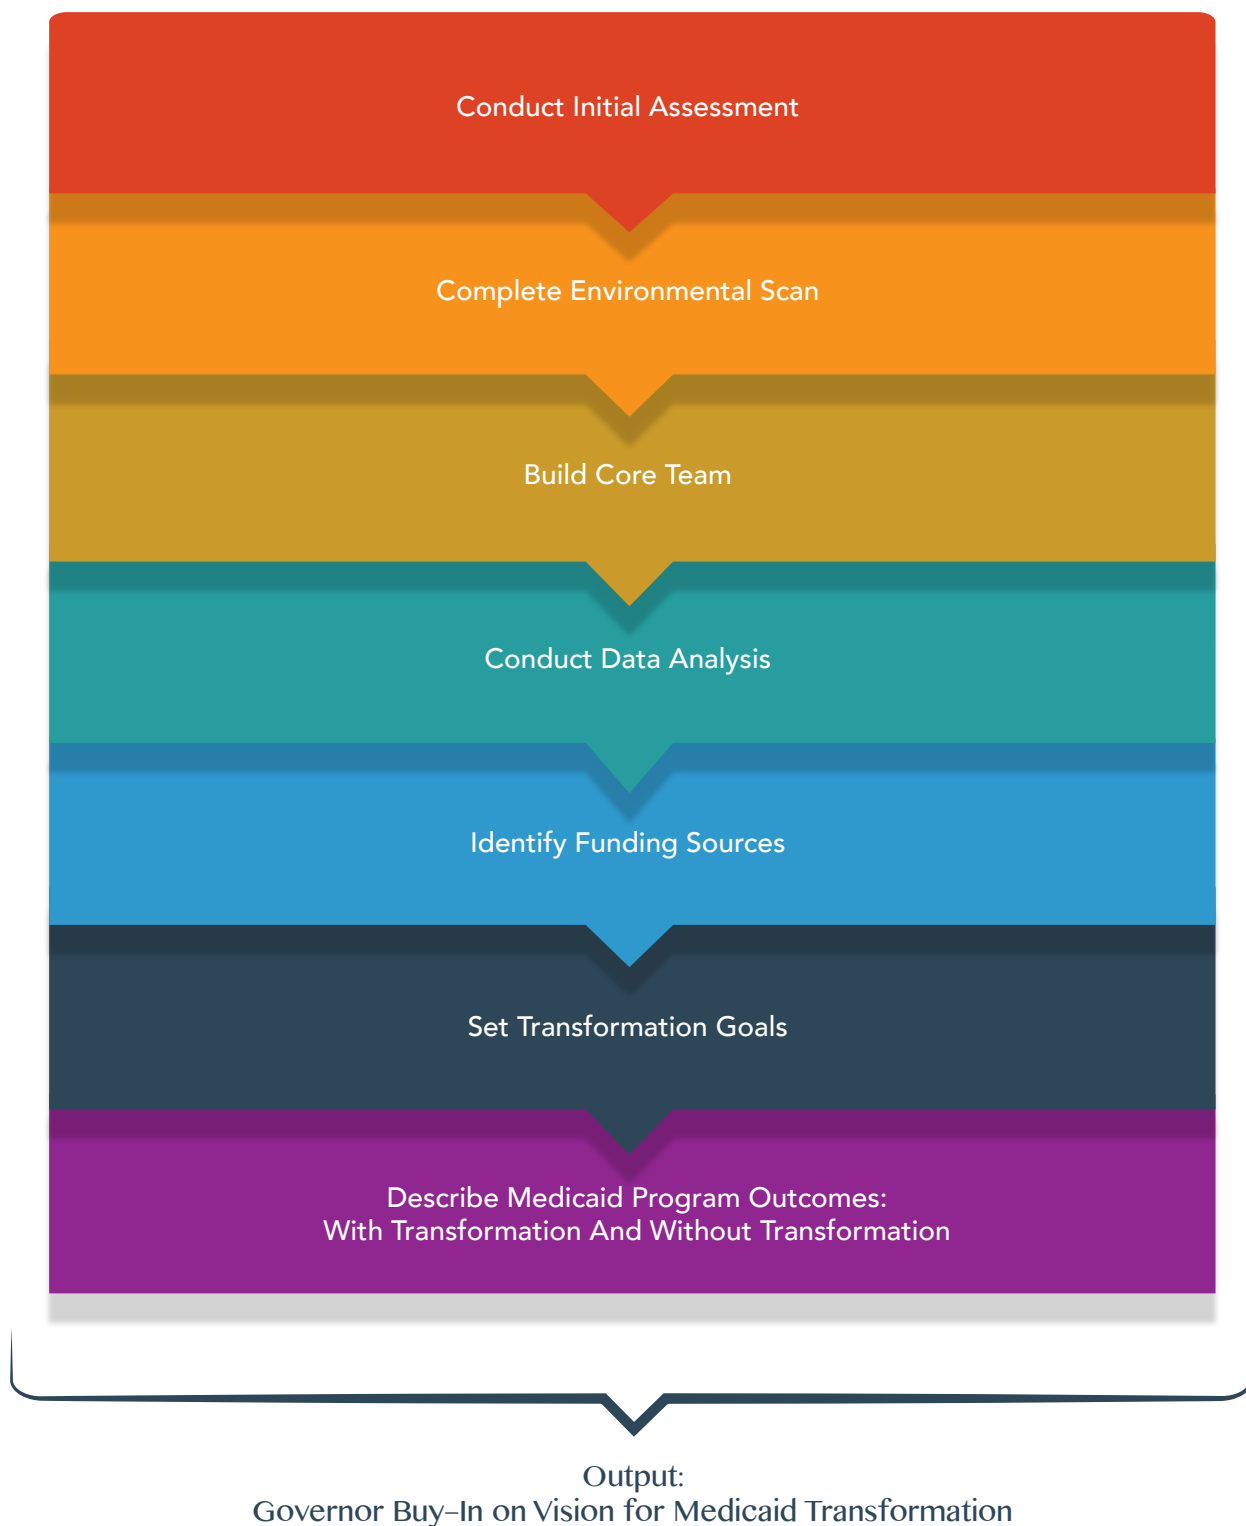 Conduct Initial Assessment
Complete Environmental Scan
Build Core Team
Conduct Data Analysis
Identify Funding Sources
Set Transformation Goals
Describe Medicaid Program Outcomes:
With Transformation And Without Transformation
Output:
Governor Buy–In on Vision for Medicaid Transformation